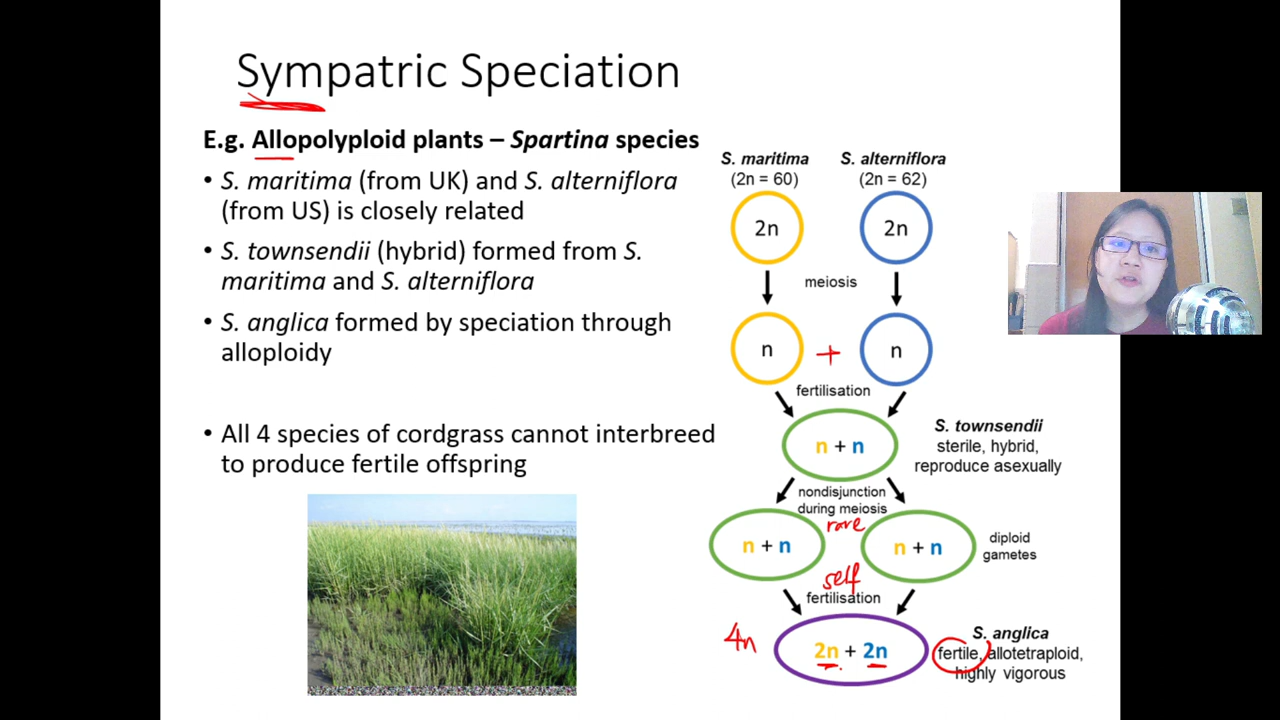 Sympatric Speciation
E.g. Allopolyploid plants – Spartina species
• S. maritima (from UK) and S. alterniflora
(from US) is closely related
• S. townsendii (hybrid) formed from S.
maritima and S. alterniflora
• S. anglica formed by speciation through
alloploidy
• All 4 species of cordgrass cannot interbreed
to produce fertile offspring
S. maritima
(2n = 60)
S. alterniflora
(2n = 62)
2n
2n
meiosis
n
+
n
fertilisation
n + n
S. townsendii
sterile, hybrid,
reproduce asexually
nondisjunction
during meiosis
rare
n + n
n + n
diploid
gametes
self
fertilisation
4n
2n + 2n
S. anglica
fertile, allotetraploid,
highly vigorous